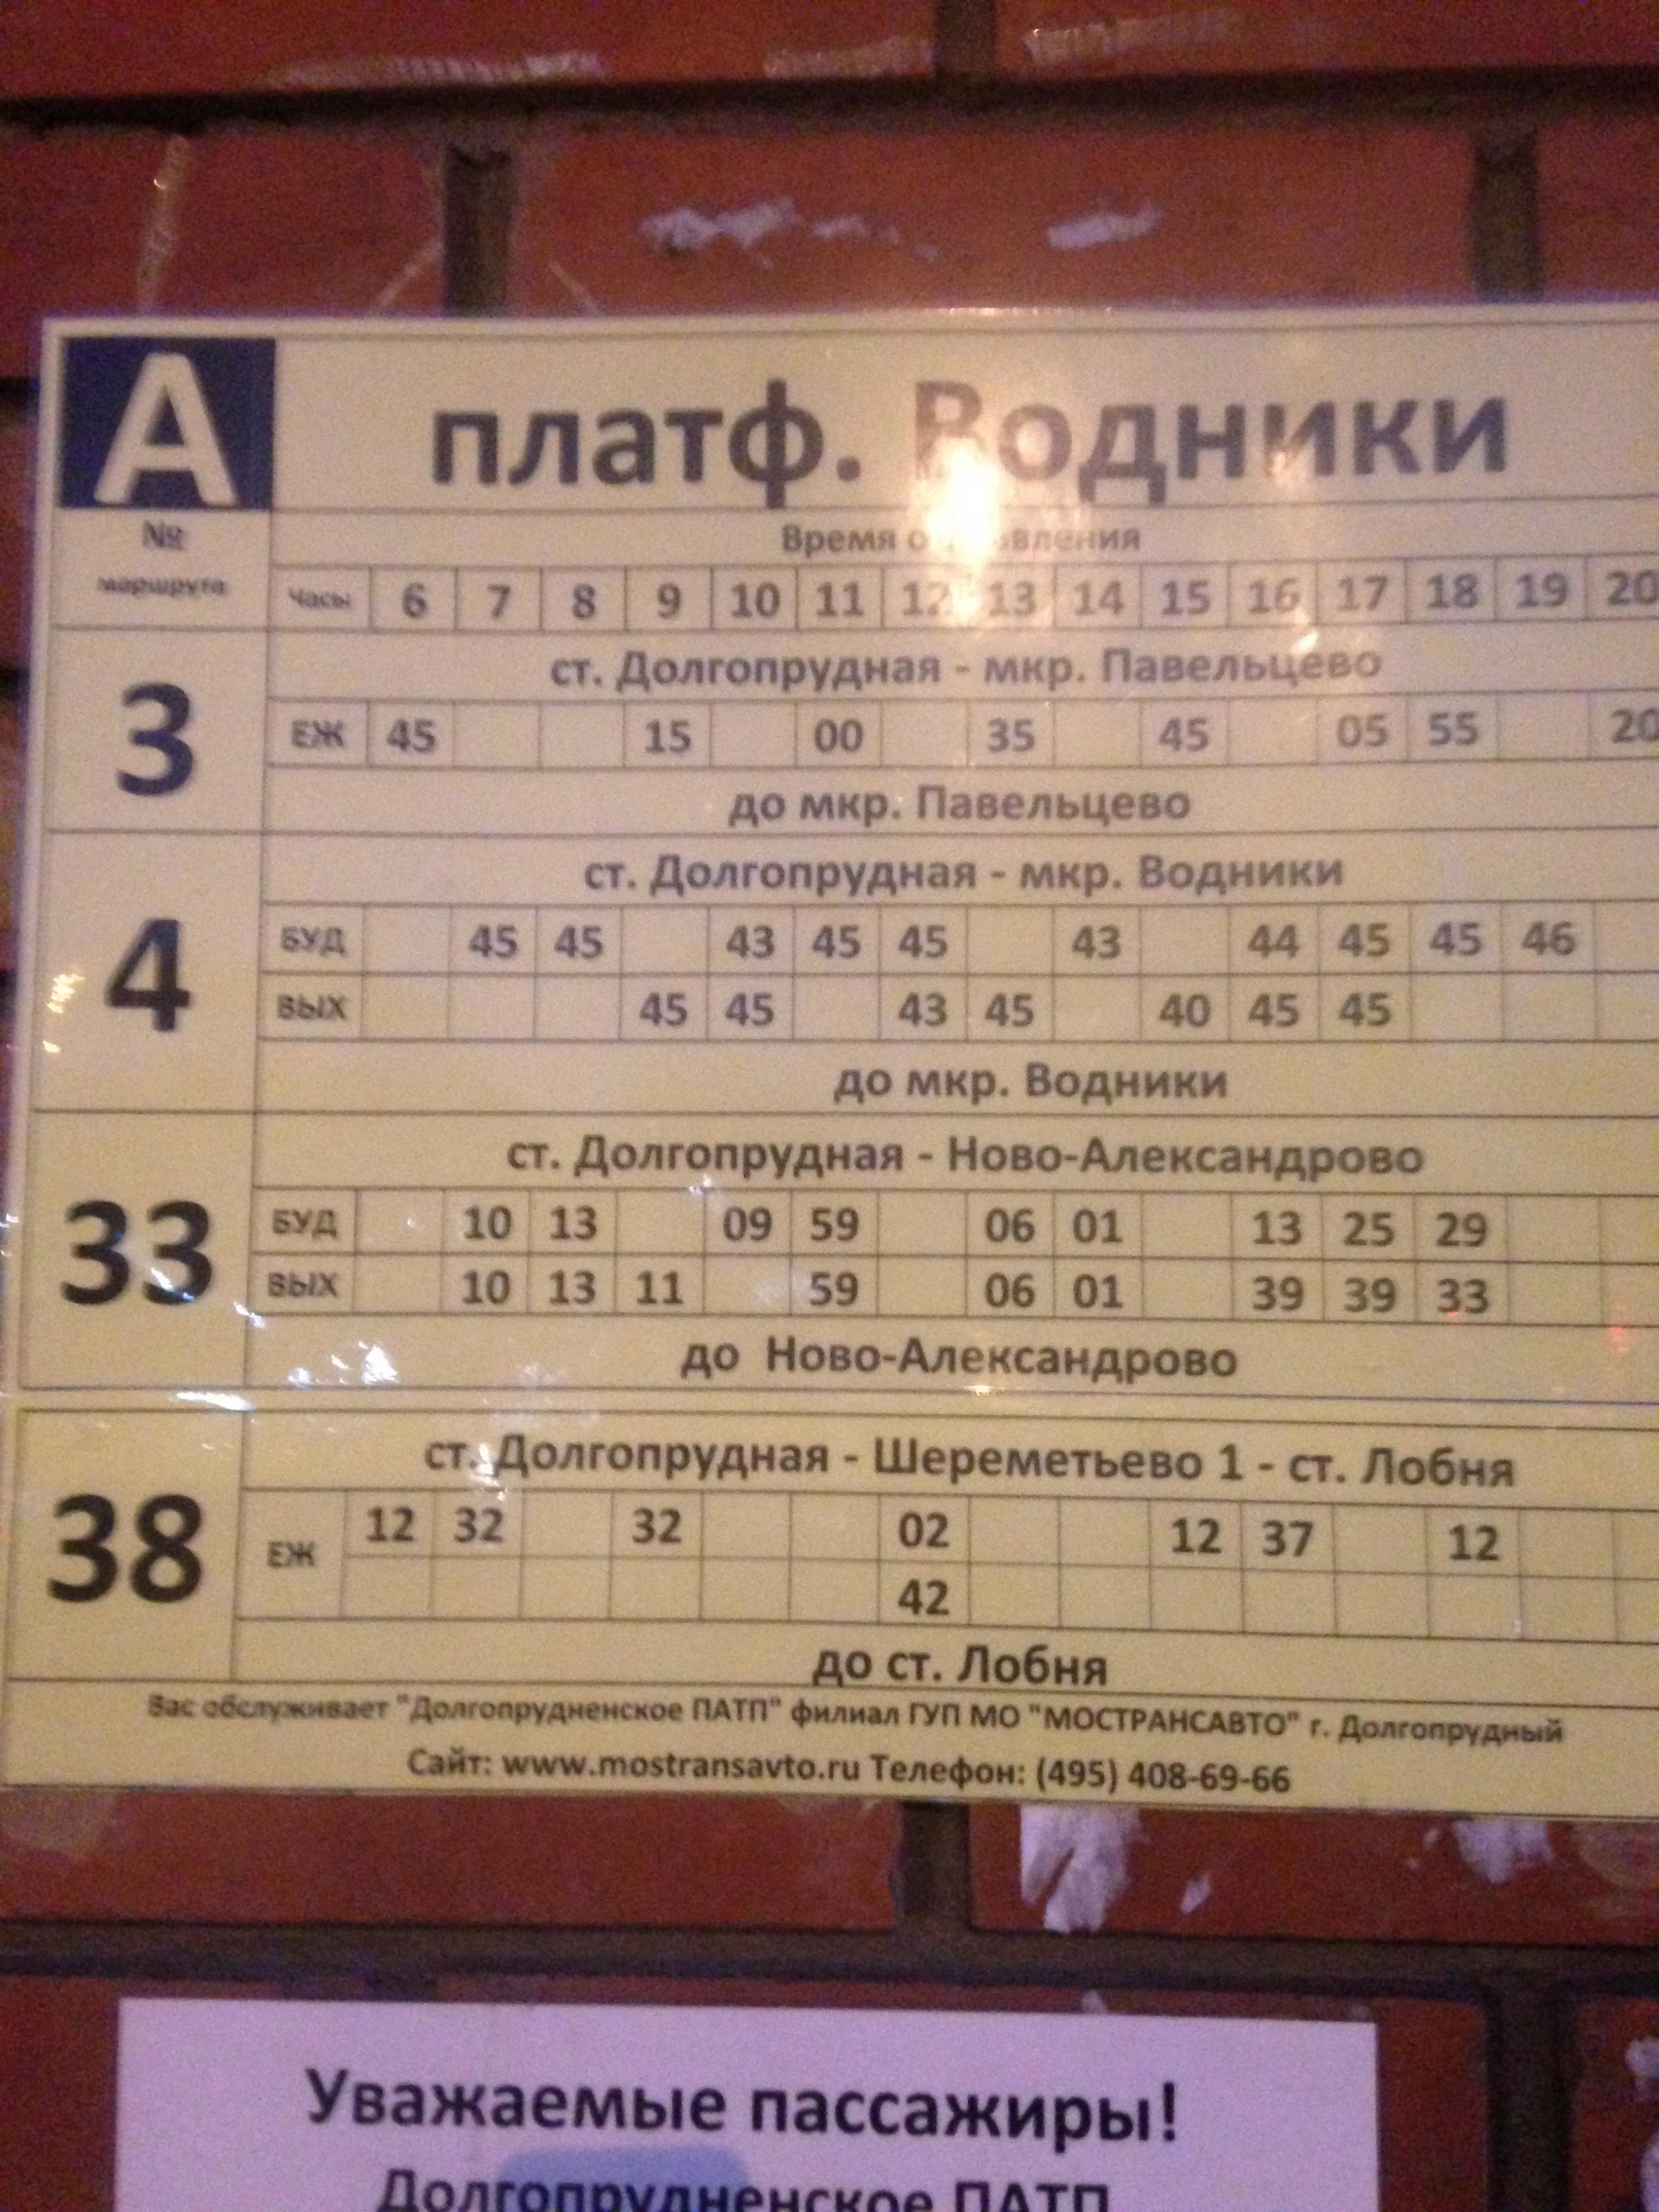 А платф. Водники
№
маршрута
Время отправления
Часы 6 7 8 9 10 11 12 13 14 15 16 17 18 19 20
3
ст. Долгопрудная - мкр. Павельцево
ЕЖ 45 15 00 35 45 05 55 20
до мкр. Павельцево
4
ст. Долгопрудная - мкр. Водники
БУД 45 45 43 45 45 43 44 45 45 46
ВЫХ 45 45 43 45 40 45 45
до мкр. Водники
33
ст. Долгопрудная - Ново-Александрово
БУД 10 13 09 59 06 01 13 25 29
ВЫХ 10 13 11 59 06 01 39 39 33
до Ново-Александрово
38
ст. Долгопрудная - Шереметьево 1 - ст. Лобня
ЕЖ 12 32 32 02 12 37 12
42
до ст. Лобня
Вас обслуживает "Долгопрудненское ПАТП" филиал ГУП МО "МОСТРАНСАВТО" г. Долгопрудный
Сайт: www.mostransavto.ru Телефон: (495) 408-69-66
Уважаемые пассажиры!
Долгопрудненское ПАТП